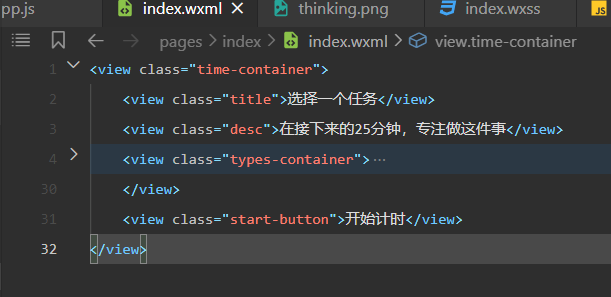 pp.js index.wxml thinking.png index.wxss JS
pages > index > index.wxml > view.time-container
1 <view class="time-container">
2 <view class="title">选择一个任务</view>
3 <view class="desc">在接下来的25分钟，专注做这件事</view>
4 <view class="types-container">…
30 </view>
31 <view class="start-button">开始计时</view>
32 </view>